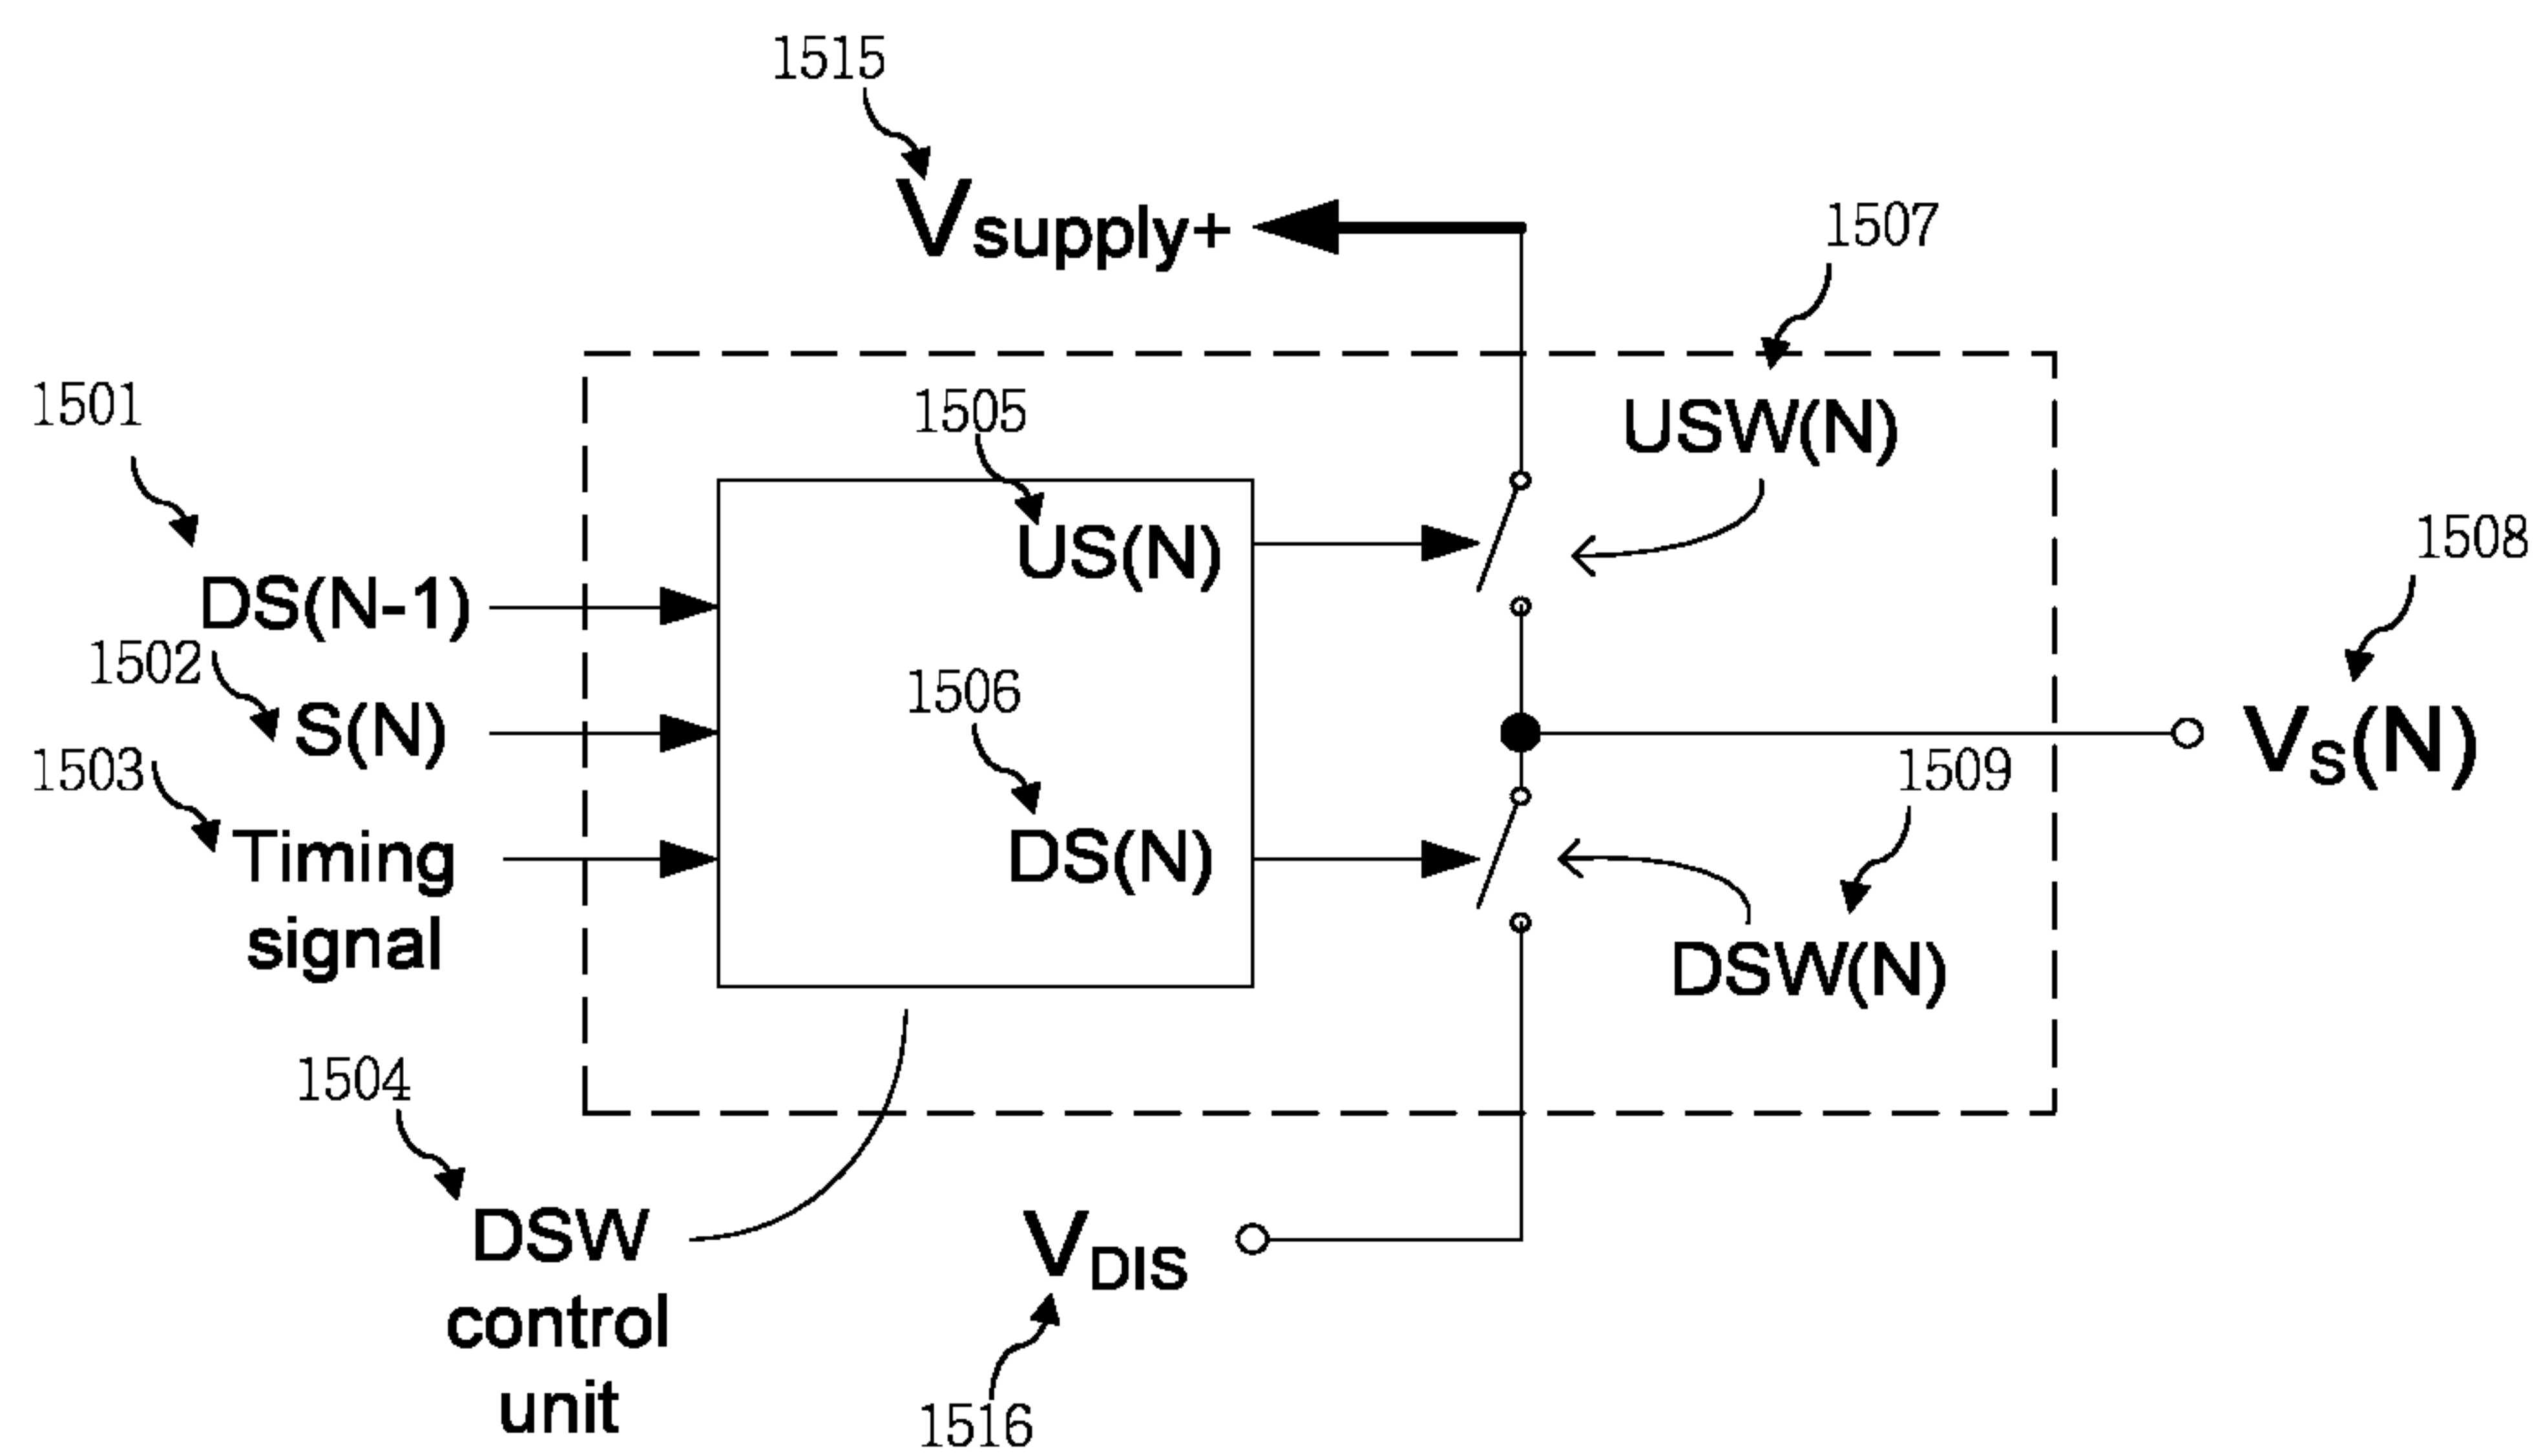 1515
Vsupply+
1507
1501
1505
USW(N)
US(N)
1508
DS(N-1)
1502
1506
S(N)
VS(N)
1503
1509
Timing
signal
DS(N)
DSW(N)
1504
DSW
control
unit
VDIS
1516